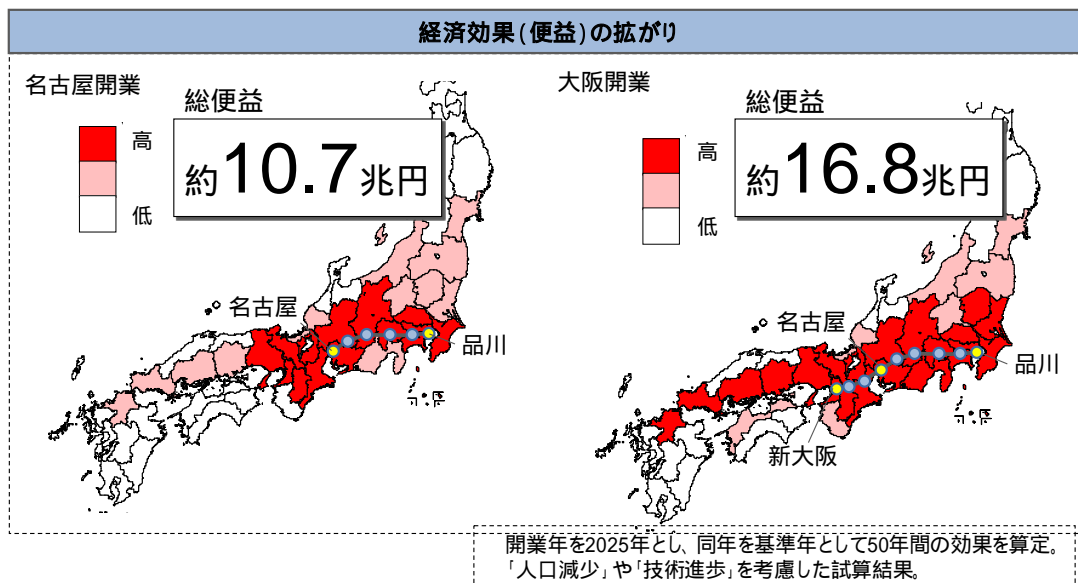 経済効果(便益)の拡がり
名古屋開業
総便益
約10.7兆円
高
低
名古屋
品川
大阪開業
総便益
約16.8兆円
高
低
名古屋
品川
新大阪
開業年を2025年とし、同年を基準年として50年間の効果を算定。
「人口減少」や「技術進歩」を考慮した試算結果。